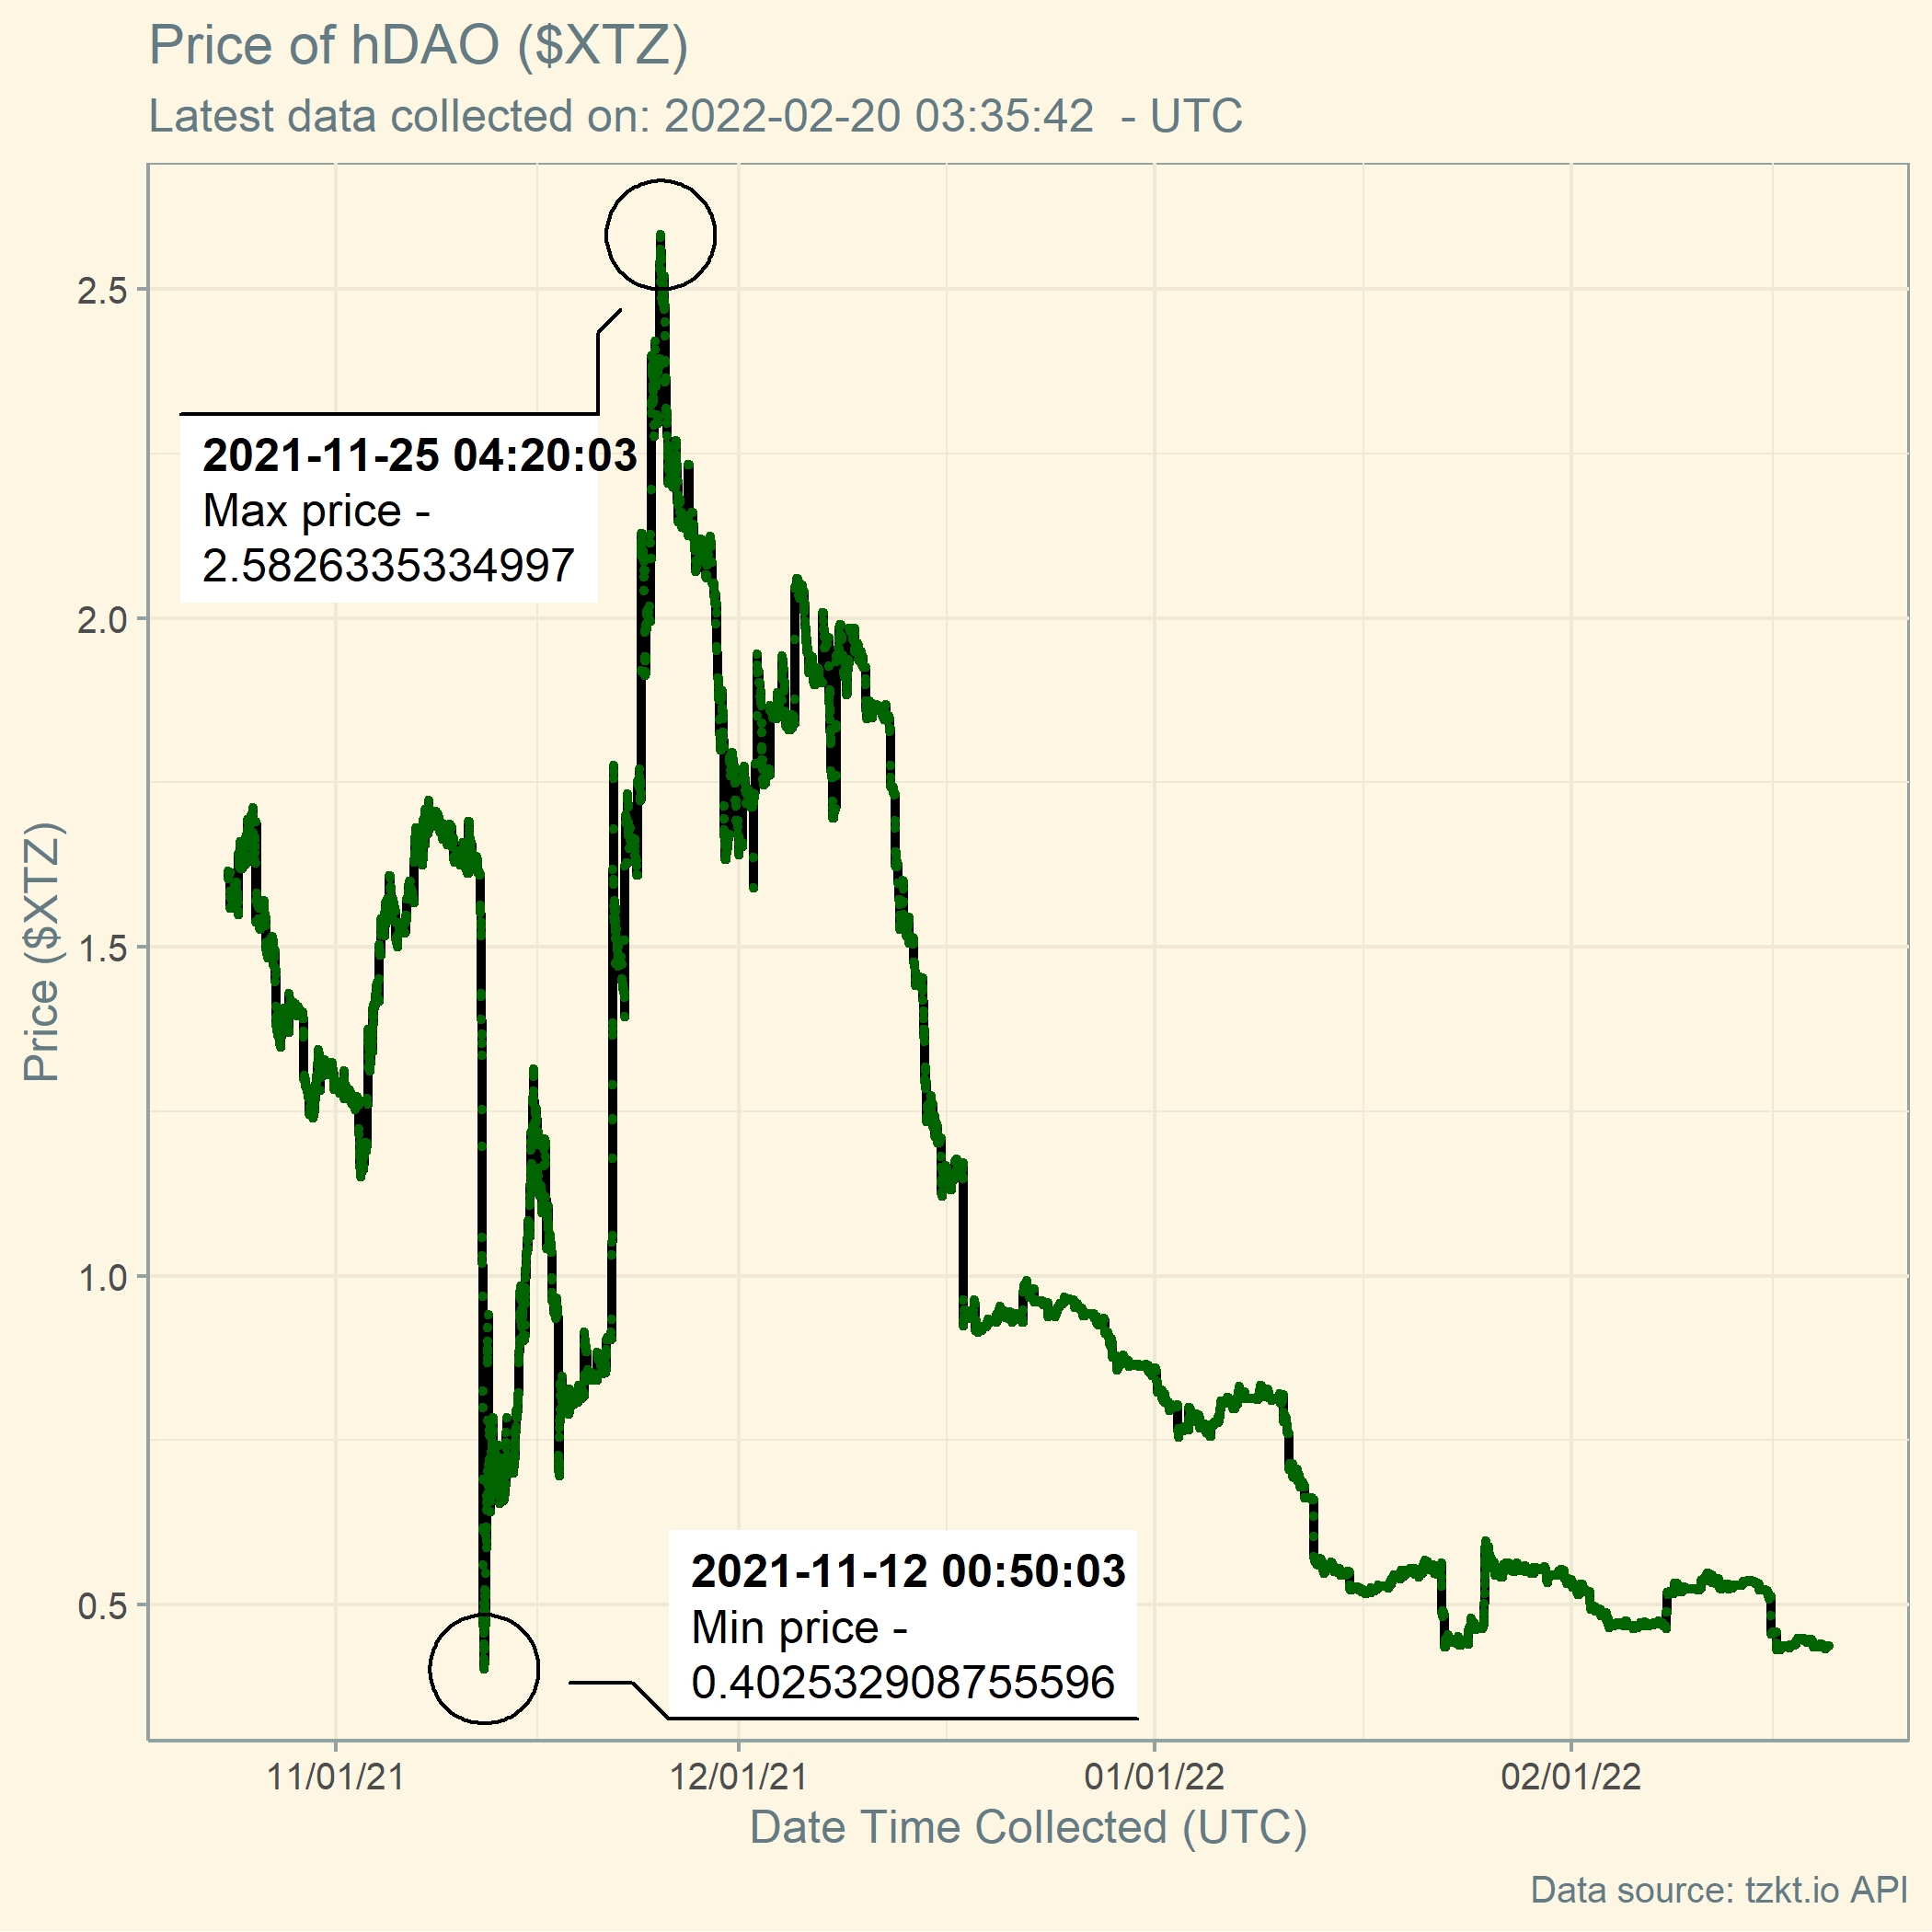 Price of hDAO ($XTZ)
Latest data collected on: 2022-02-20 03:35:42  - UTC
2.5
2.0
1.5
1.0
0.5
Price ($XTZ)
2021-11-25 04:20:03
Max price -
2.5826335334997
2021-11-12 00:50:03
Min price -
0.402532908755596
11/01/21
12/01/21
01/01/22
02/01/22
Date Time Collected (UTC)
Data source: tzkt.io API